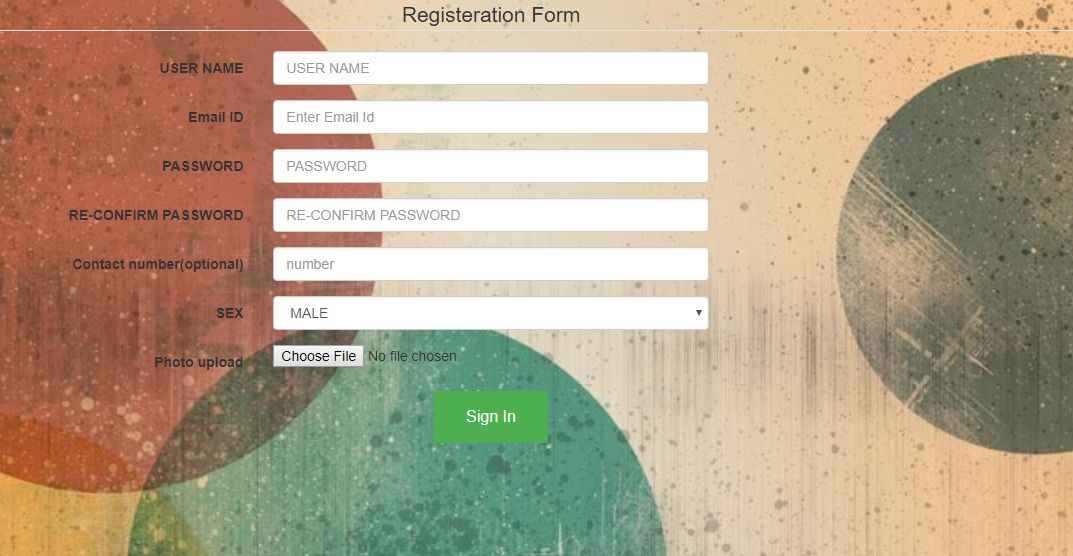 Registeration Form
USER NAME USER NAME
Email ID Enter Email Id
PASSWORD PASSWORD
RE-CONFIRM PASSWORD RE-CONFIRM PASSWORD
Contact number(optional) number
SEX MALE
Photo upload Choose File No file chosen
Sign In